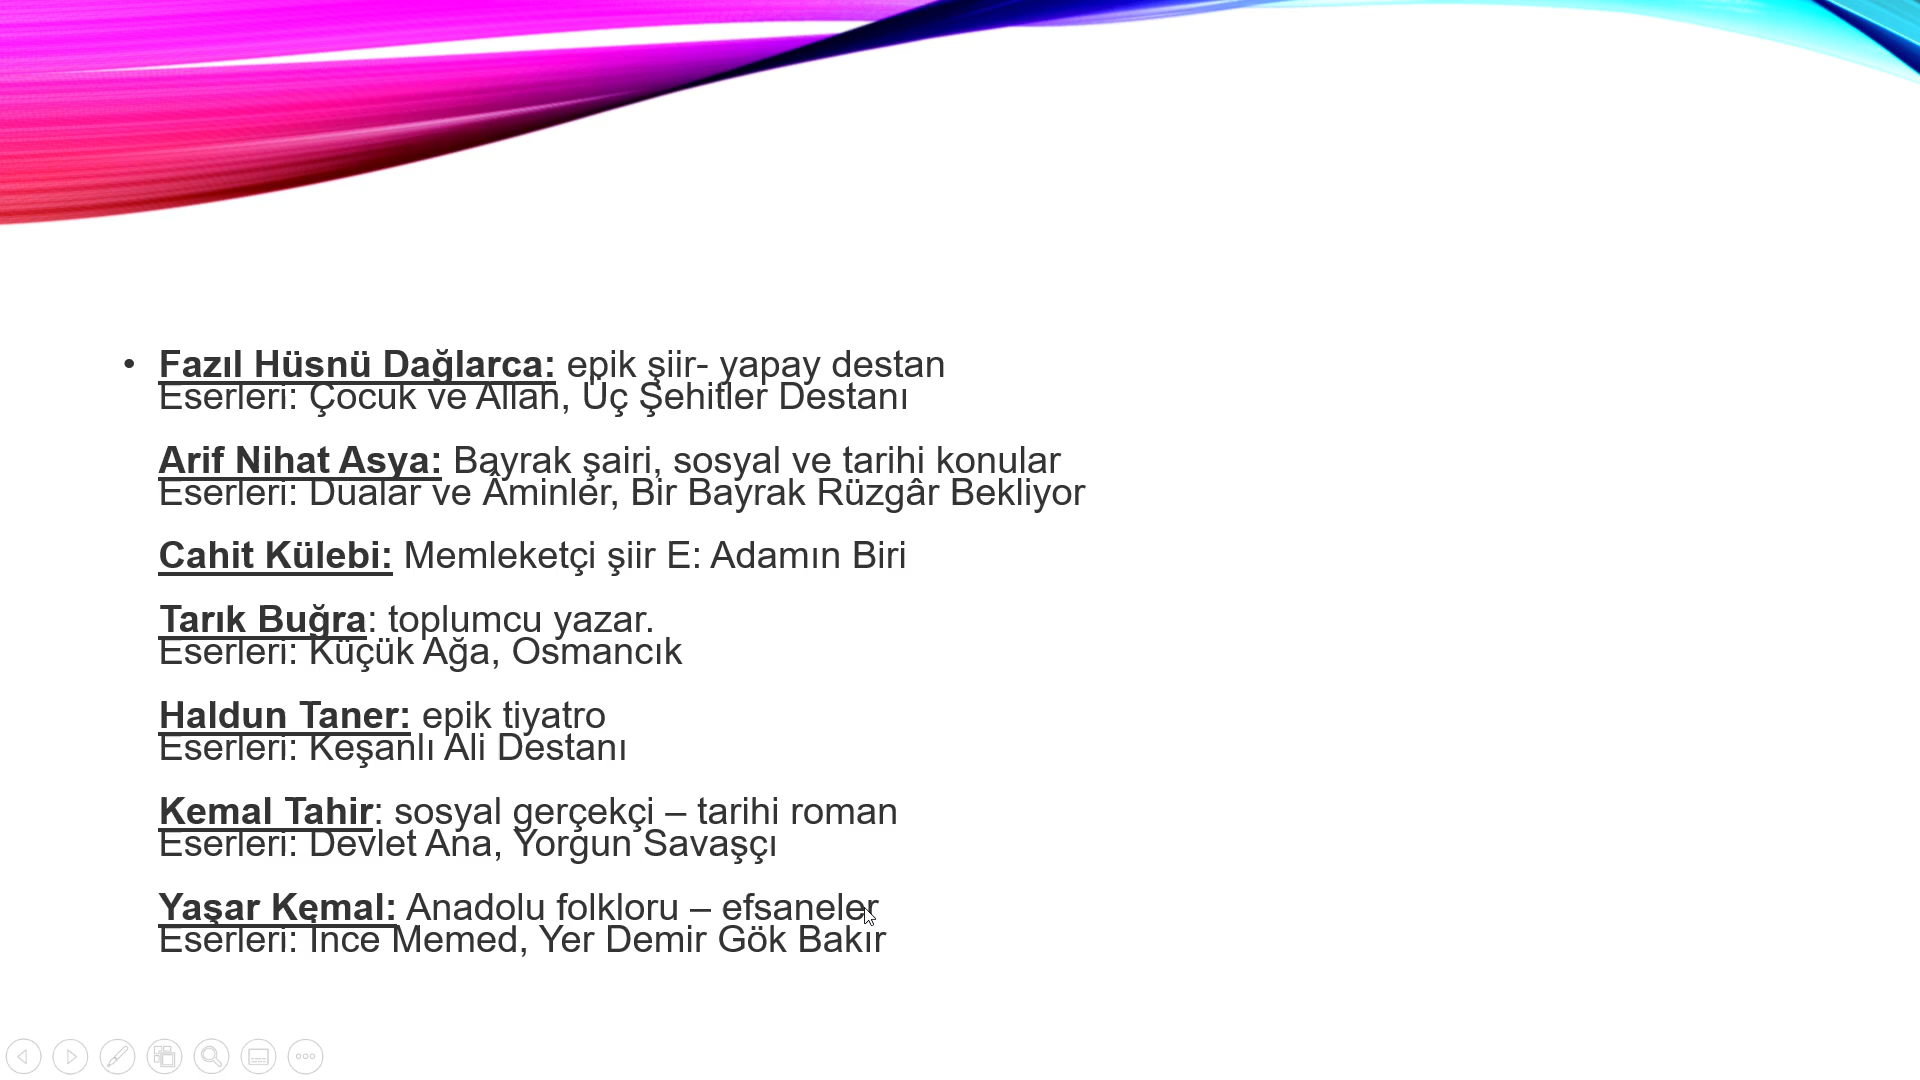 • Fazıl Hüsnü Dağlarca: epik şiir- yapay destan
Eserleri: Çocuk ve Allah, Üç Şehitler Destanı
Arif Nihat Asya: Bayrak şairi, sosyal ve tarihi konular
Eserleri: Dualar ve Âminler, Bir Bayrak Rüzgâr Bekliyor
Cahit Külebi: Memleketçi şiir E: Adamın Biri
Tarık Buğra: toplumcu yazar.
Eserleri: Küçük Ağa, Osmancık
Haldun Taner: epik tiyatro
Eserleri: Keşanlı Ali Destanı
Kemal Tahir: sosyal gerçekçi – tarihi roman
Eserleri: Devlet Ana, Yorgun Savaşçı
Yaşar Kemal: Anadolu folkloru – efsaneler
Eserleri: İnce Memed, Yer Demir Gök Bakır